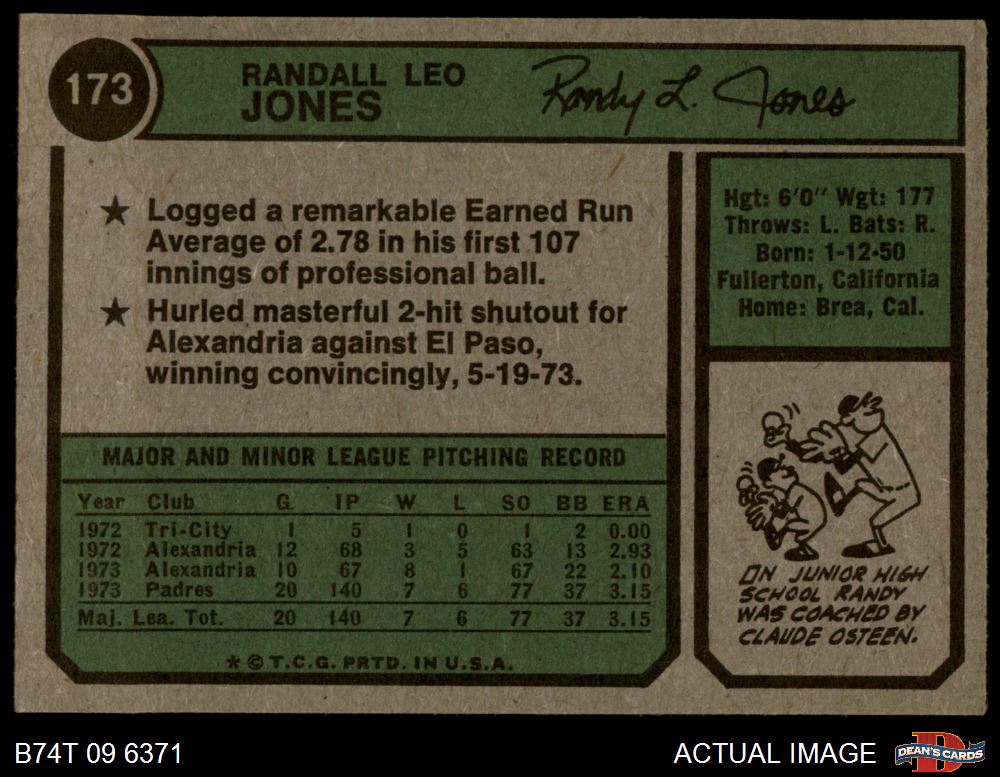 173
RANDALL LEO
JONES
Randy L. Jones
★ Logged a remarkable Earned Run
Average of 2.78 in his first 107
innings of professional ball.
★ Hurled masterful 2-hit shutout for
Alexandria against El Paso,
winning convincingly, 5-19-73.
Hgt: 6'0" Wgt: 177
Throws: L. Bats: R.
Born: 1-12-50
Fullerton, California
Home: Brea, Cal.
MAJOR AND MINOR LEAGUE PITCHING RECORD
Year Club G IP W L SO BB ERA
1972 Tri-City 1 5 1 0 1 2 0.00
1972 Alexandria 12 68 3 5 63 13 2.93
1973 Alexandria 10 67 8 1 67 22 2.10
1973 Padres 20 140 7 6 77 37 3.15
Maj. Lea. Tot. 20 140 7 6 77 37 3.15
* © T.C.G. PRTD. IN U.S.A.
IN JUNIOR HIGH
SCHOOL RANDY
WAS COACHED BY
CLAUDE OSTEEN.
B74T 09 6371
ACTUAL IMAGE
D
DEAN'S CARDS